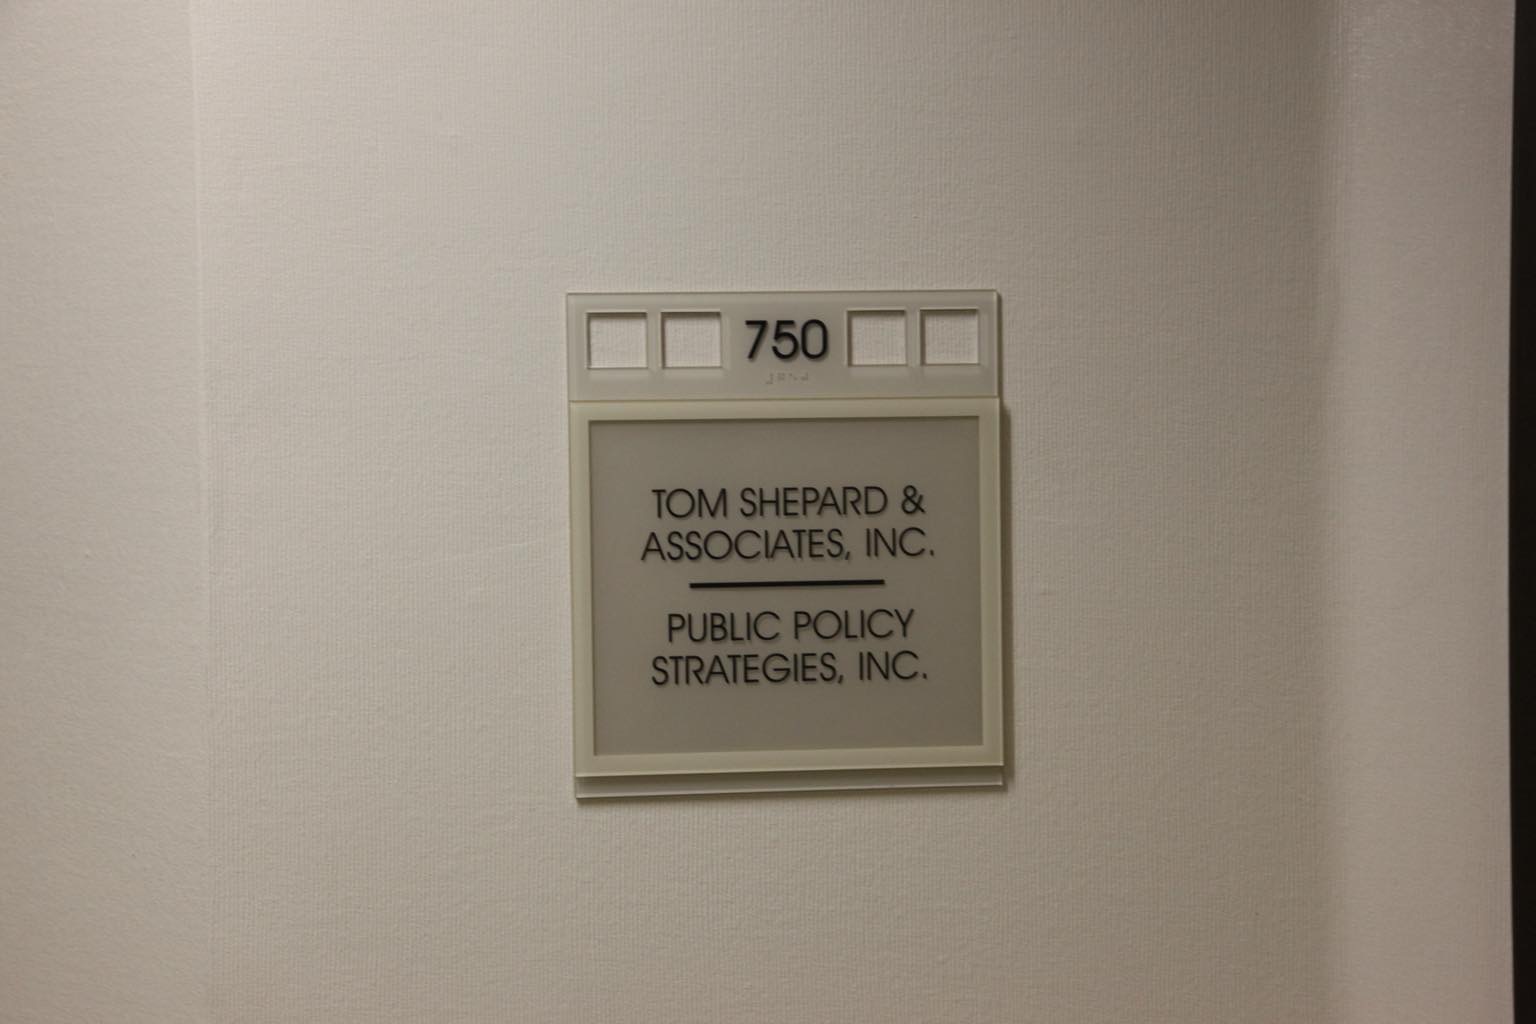 750
TOM SHEPARD &
ASSOCIATES, INC.
PUBLIC POLICY
STRATEGIES, INC.